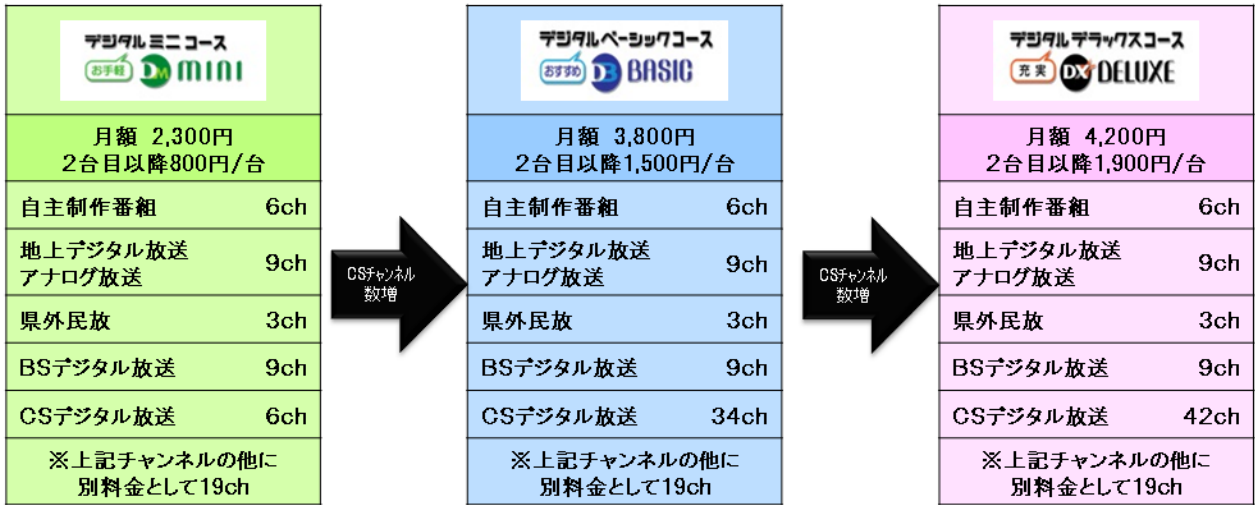 デジタルミニコース
お手軽 DM MINI
月額 2,300円
2台目以降800円/台
自主制作番組 6ch
地上デジタル放送
アナログ放送 9ch
県外民放 3ch
BSデジタル放送 9ch
CSデジタル放送 6ch
※上記チャンネルの他に
別料金として19ch
CSチャンネル
数増
デジタルベーシックコース
おすすめ DB BASIC
月額 3,800円
2台目以降1,500円/台
自主制作番組 6ch
地上デジタル放送
アナログ放送 9ch
県外民放 3ch
BSデジタル放送 9ch
CSデジタル放送 34ch
※上記チャンネルの他に
別料金として19ch
CSチャンネル
数増
デジタルデラックスコース
充実 DX DELUXE
月額 4,200円
2台目以降1,900円/台
自主制作番組 6ch
地上デジタル放送
アナログ放送 9ch
県外民放 3ch
BSデジタル放送 9ch
CSデジタル放送 42ch
※上記チャンネルの他に
別料金として19ch